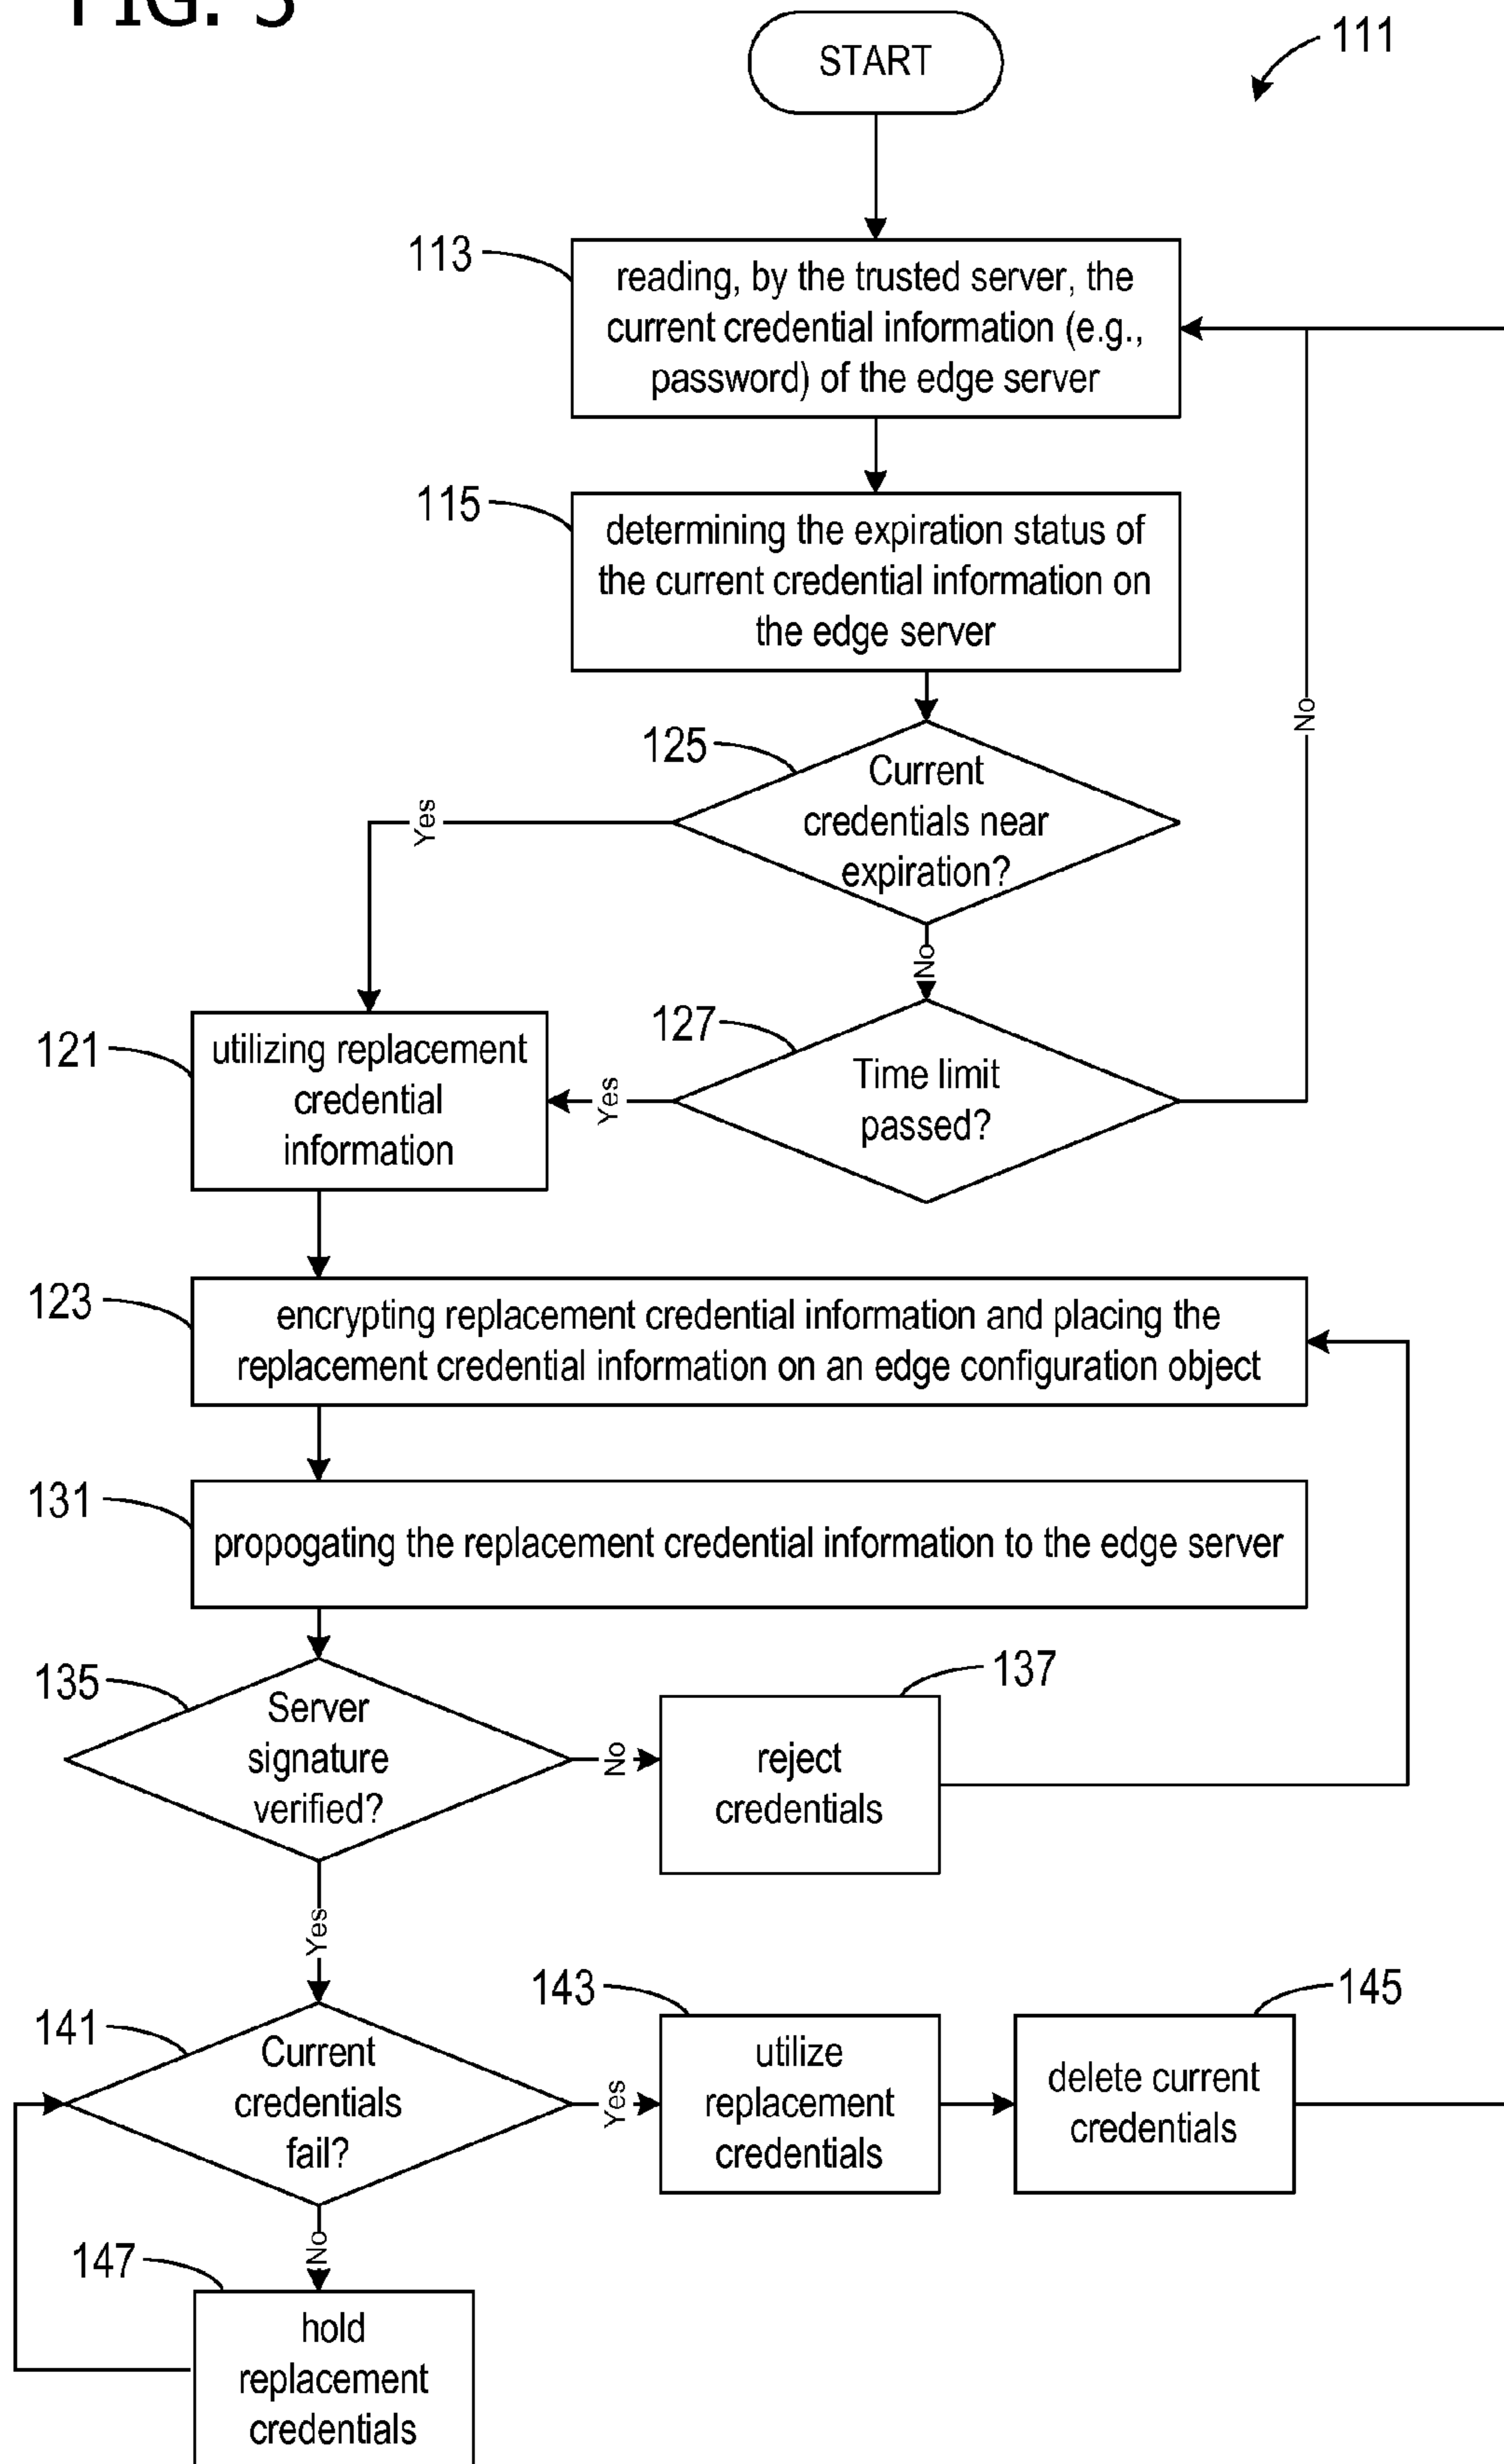 FIG. 3
START
111
113
reading, by the trusted server, the
current credential information (e.g.,
password) of the edge server
115
determining the expiration status of
the current credential information on
the edge server
No
125
Current
credentials near
expiration?
Yes
No
121
utilizing replacement
credential
information
127
Time limit
passed?
Yes
123
encrypting replacement credential information and placing the
replacement credential information on an edge configuration object
131
propogating the replacement credential information to the edge server
135
Server
signature
verified?
No
137
reject
credentials
Yes
141
Current
credentials
fail?
Yes
143
utilize
replacement
credentials
145
delete current
credentials
No
147
hold
replacement
credentials